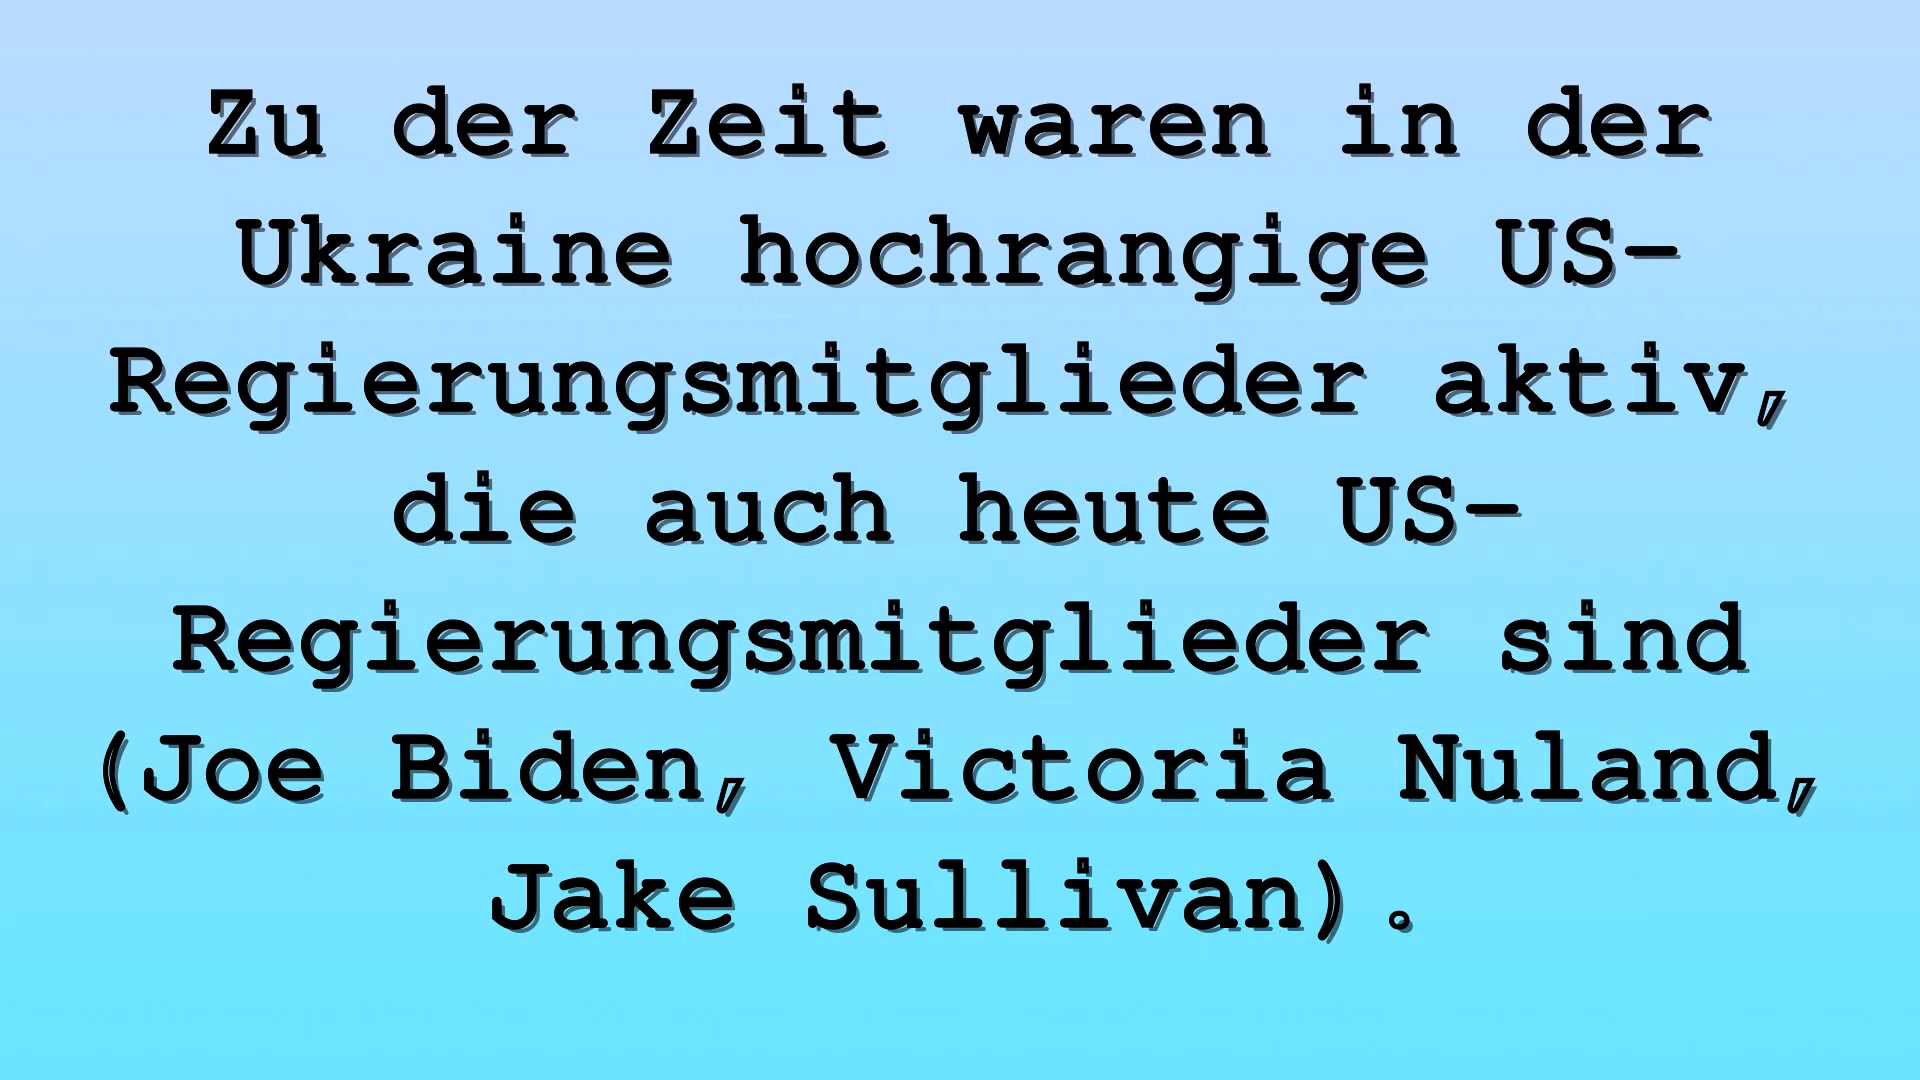 Zu der Zeit waren in der
Ukraine hochrangige US-
Regierungsmitglieder aktiv,
die auch heute US-
Regierungsmitglieder sind
(Joe Biden, Victoria Nuland,
Jake Sullivan).